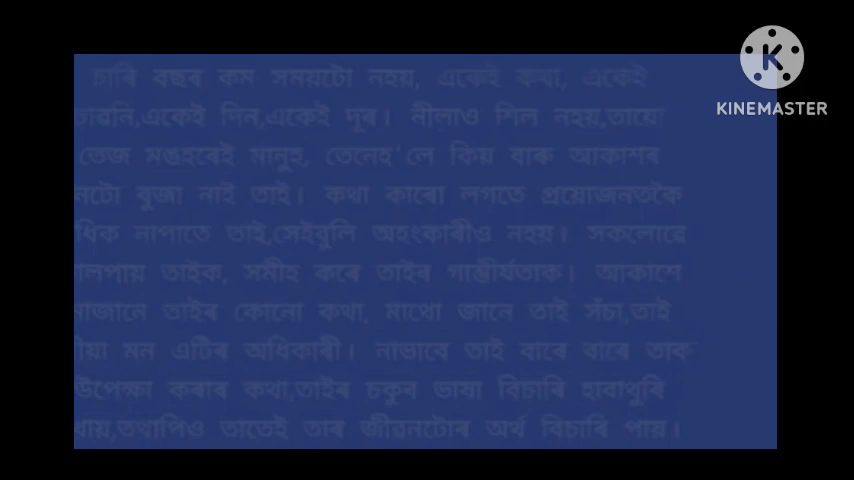 চাৰি বছৰ কম সময়টো নহয়, একেই কথা, একেই
KINEMASTER
চাৱনি,একেই দিন,একেই দূৰ। নীলাও শিল নহয়,তায়ো
তেজ মঙহৰেই মানুহ, তেনেহ'লে কিয় বাৰু আকাশৰ
নটো বুজা নাই তাই। কথা কাৰো লগতে প্ৰয়োজনতকৈ
ধিক নাপাতে তাই,সেইবুলি অহংকাৰীও নহয়। সকলোৱে
ালপায় তাইক, সমীহ কৰে তাইৰ গাম্ভীৰ্যতাক। আকাশে
নাজানে তাইৰ কোনো কথা, মাথো জানে তাই সঁচা,তাই
ীয়া মন এটিৰ অধিকাৰী। নাভাবে তাই বাৰে বাৰে তাক
উপেক্ষা কৰাৰ কথা,তাইৰ চকুৰ ভাষা বিচাৰি হাবাথুৰি
খায়,তথাপিও তাতেই তাৰ জীৱনটোৰ অৰ্থ বিচাৰি পায়।